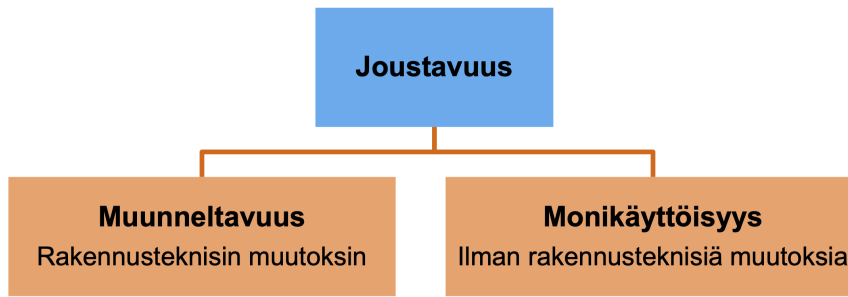 Joustavuus
Muunneltavuus
Rakennusteknisin muutoksin
Monikäyttöisyys
Ilman rakennusteknisiä muutoksia